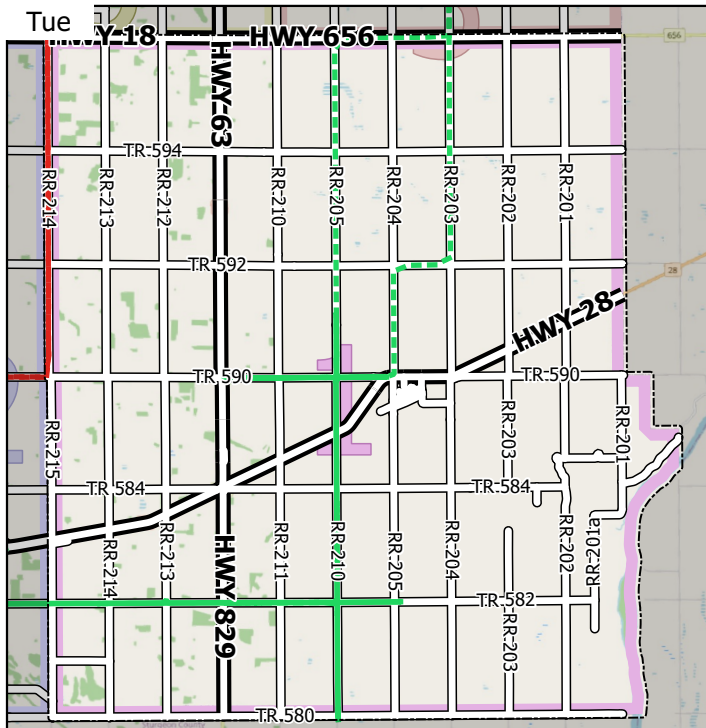 Tue
HWY 18
HWY 656
656
HWY-63
TR 594
RR-214
RR-213
RR-212
RR-210
RR-205
RR-204
RR-203
RR-202
RR-201
TR 592
28
HWY-28
TR 590
TR 590
RR-215
RR-203
RR-201
TR 584
TR 584
RR-214
RR-213
HWY 829
RR-211
RR-210
RR-205
RR-204
RR-202
RR-201a
TR 582
RR-203
TR 580